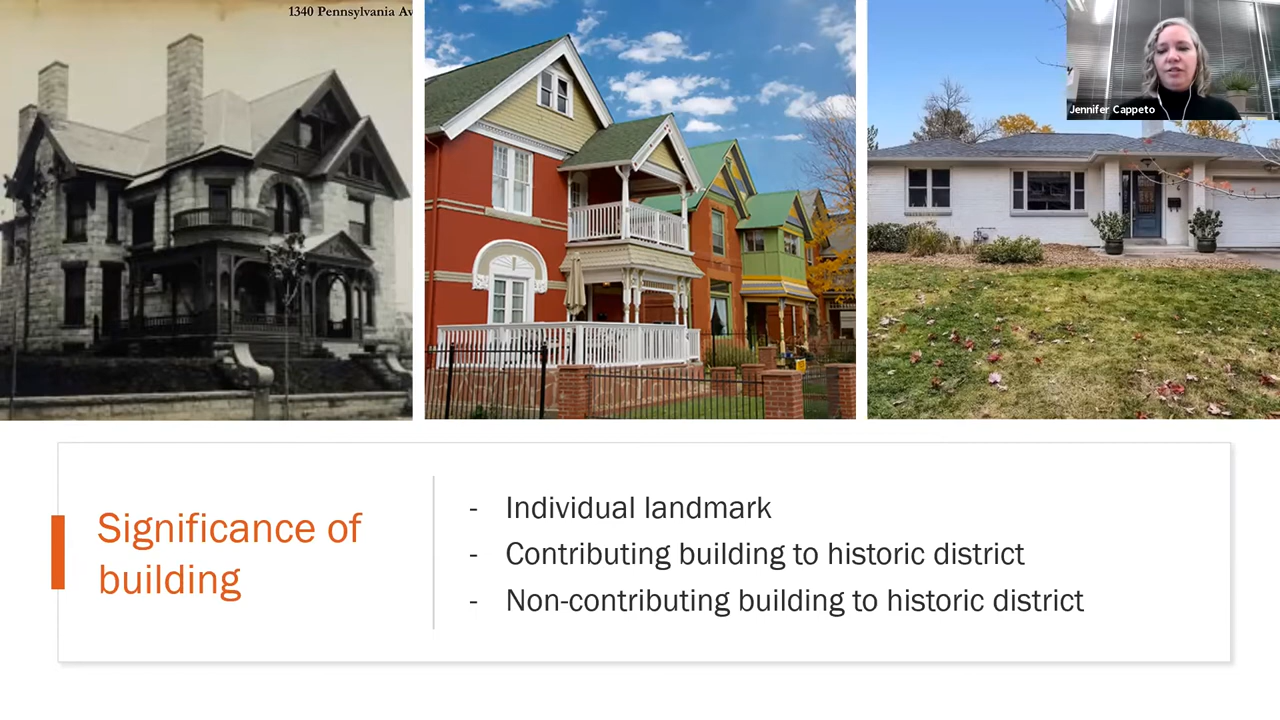 1340 Pennsylvania Av
Jennifer Cappeto
Significance of
building
- Individual landmark
- Contributing building to historic district
- Non-contributing building to historic district